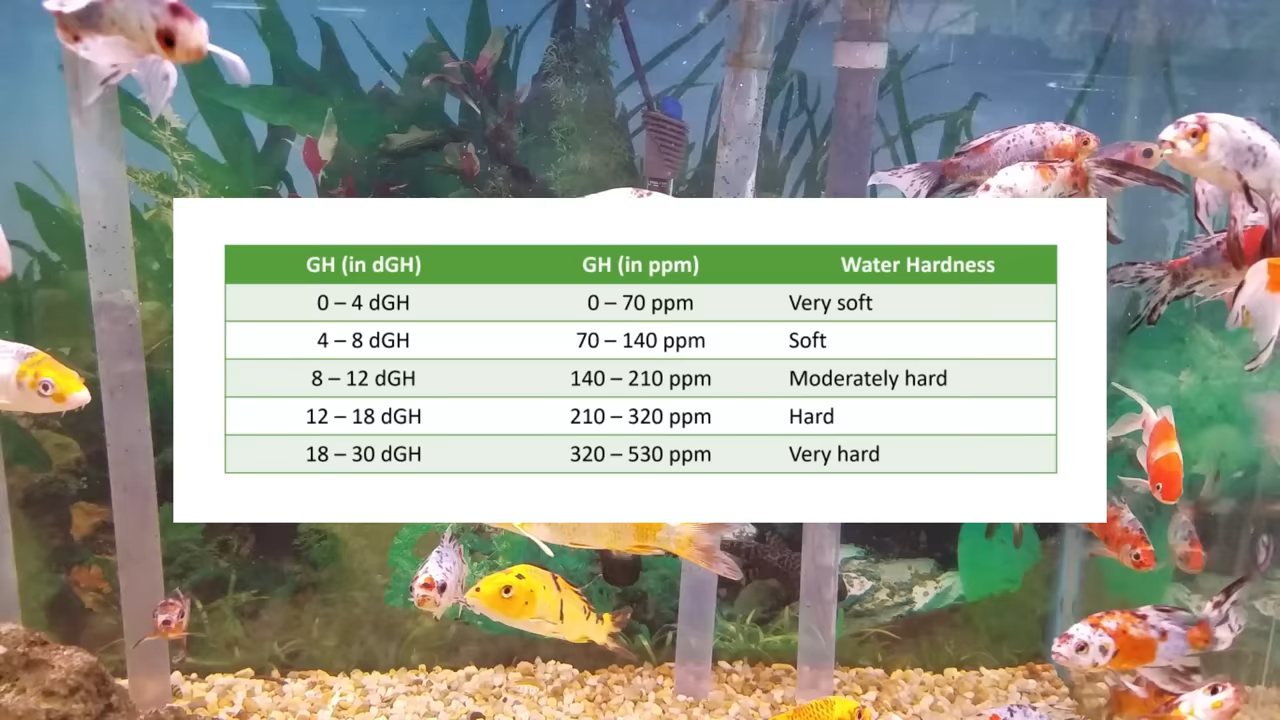 GH (in dGH) GH (in ppm) Water Hardness
0 – 4 dGH 0 – 70 ppm Very soft
4 – 8 dGH 70 – 140 ppm Soft
8 – 12 dGH 140 – 210 ppm Moderately hard
12 – 18 dGH 210 – 320 ppm Hard
18 – 30 dGH 320 – 530 ppm Very hard